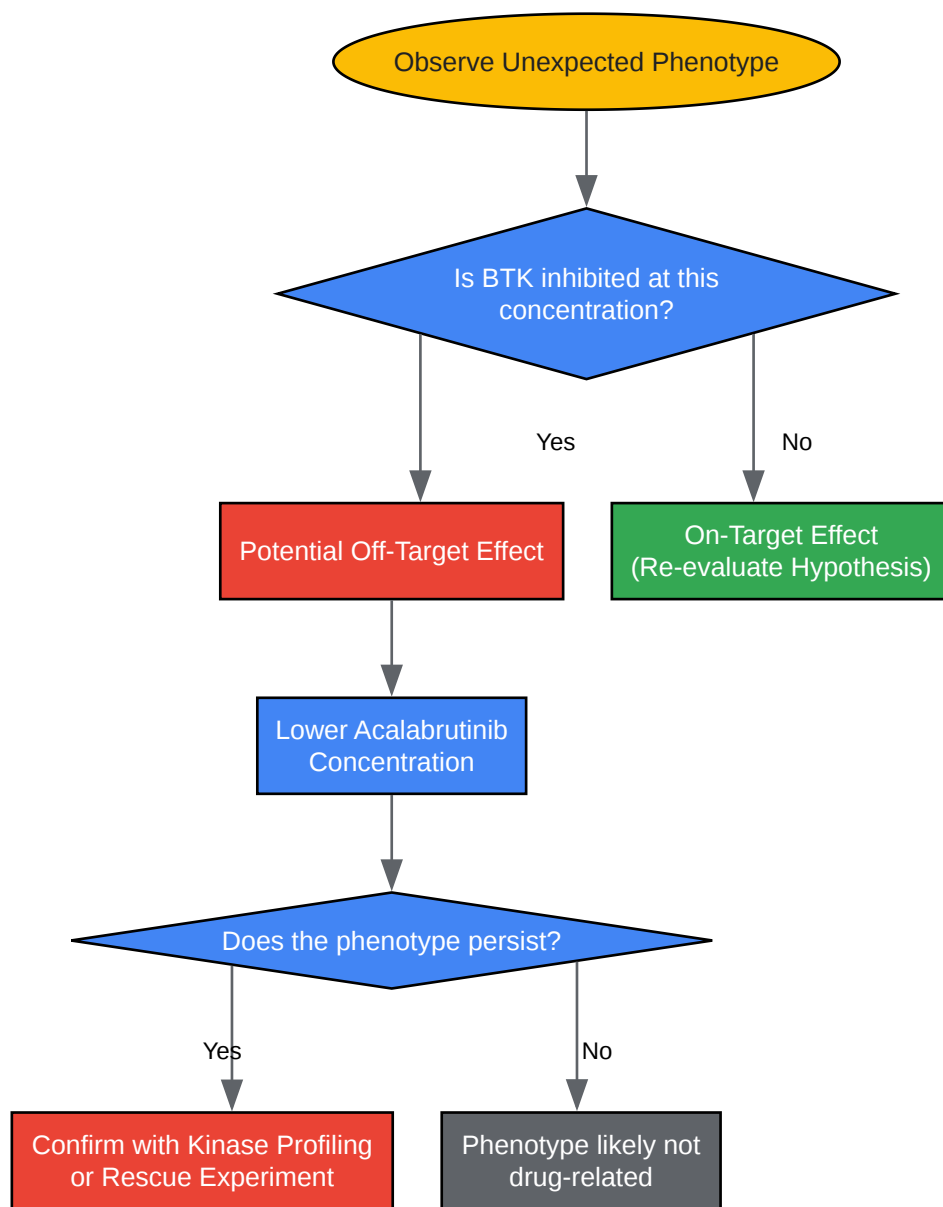 Observe Unexpected Phenotype
Is BTK inhibited at this
concentration?
Yes
No
Potential Off-Target Effect
On-Target Effect
(Re-evaluate Hypothesis)
Lower Acalabrutinib
Concentration
Does the phenotype persist?
Yes
No
Confirm with Kinase Profiling
or Rescue Experiment
Phenotype likely not
drug-related